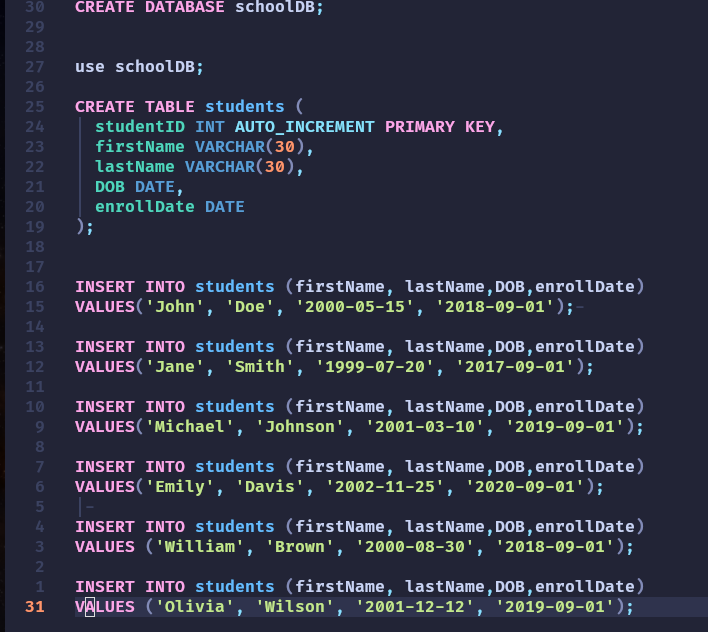 30 CREATE DATABASE schoolDB;
29
28
27 use schoolDB;
26
25 CREATE TABLE students (
24 studentID INT AUTO_INCREMENT PRIMARY KEY,
23 firstName VARCHAR(30),
22 lastName VARCHAR(30),
21 DOB DATE,
20 enrollDate DATE
19 );
18
17
16 INSERT INTO students (firstName, lastName,DOB,enrollDate)
15 VALUES('John', 'Doe', '2000-05-15', '2018-09-01');-
14
13 INSERT INTO students (firstName, lastName,DOB,enrollDate)
12 VALUES('Jane', 'Smith', '1999-07-20', '2017-09-01');
11
10 INSERT INTO students (firstName, lastName,DOB,enrollDate)
9 VALUES('Michael', 'Johnson', '2001-03-10', '2019-09-01');
8
7 INSERT INTO students (firstName, lastName,DOB,enrollDate)
6 VALUES('Emily', 'Davis', '2002-11-25', '2020-09-01');
5 -
4 INSERT INTO students (firstName, lastName,DOB,enrollDate)
3 VALUES ('William', 'Brown', '2000-08-30', '2018-09-01');
2
1 INSERT INTO students (firstName, lastName,DOB,enrollDate)
31 VALUES ('Olivia', 'Wilson', '2001-12-12', '2019-09-01');